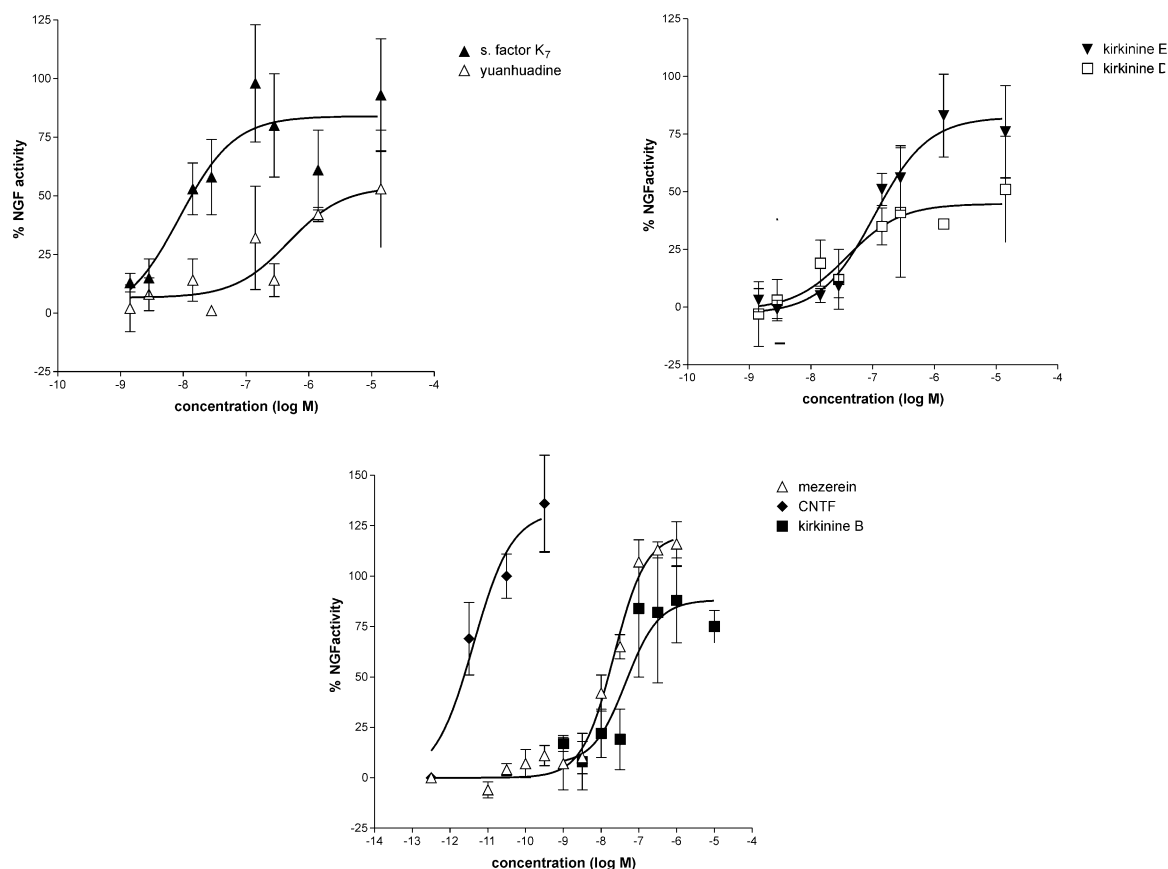 125
100
75
50
25
0
-25
% NGF activity
-10 -9 -8 -7 -6 -5 -4
concentration (log M)
s. factor K7
yuanhuadine
125
100
75
50
25
0
-25
% NGFactivity
-10 -9 -8 -7 -6 -5 -4
concentration (log M)
kirkinine E
kirkinine D
150
125
100
75
50
25
0
-25
% NGFactivity
-14 -13 -12 -11 -10 -9 -8 -7 -6 -5 -4
concentration (log M)
mezerein
CNTF
kirkinine B